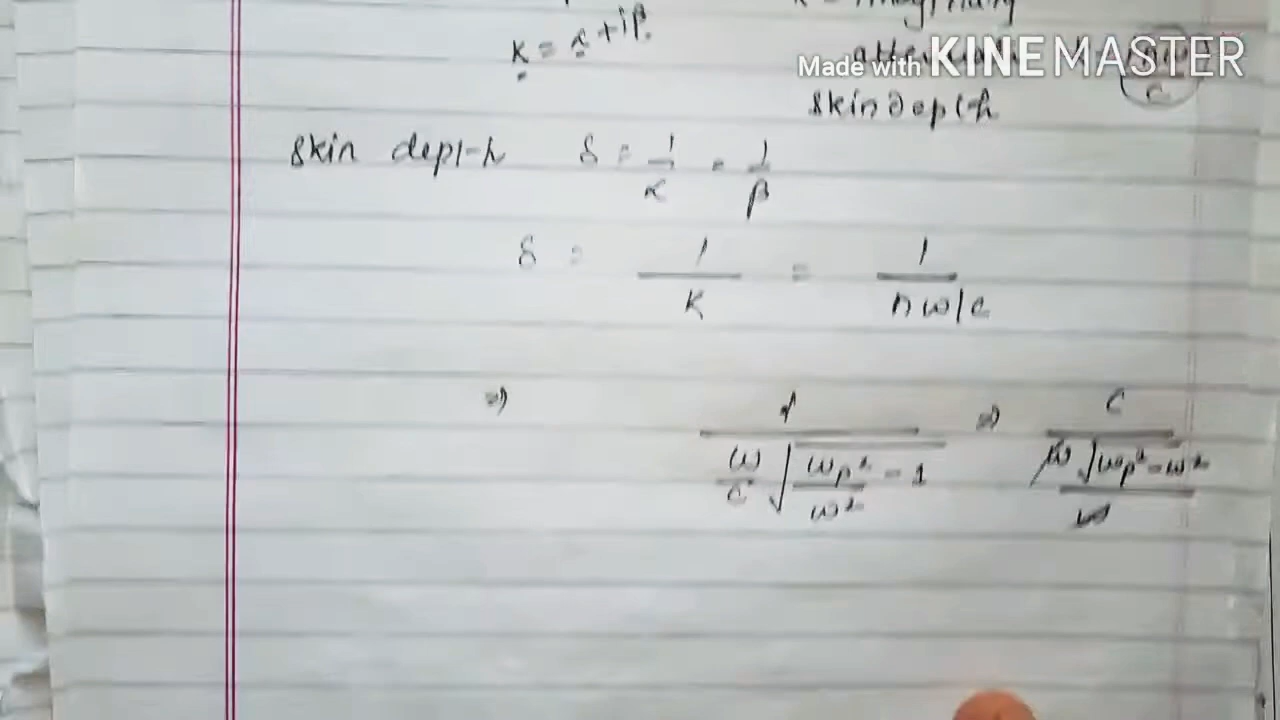 k = s + iβ
Made with KINEMASTER
skin depth
skin depth δ = 1/κ = 1/β
δ = 1/K = 1/(nω/c)
⇒ 1/((ω/c)√(ωp²/ω² - 1)) ⇒ c/(ω√(ωp² - ω²)/ω)